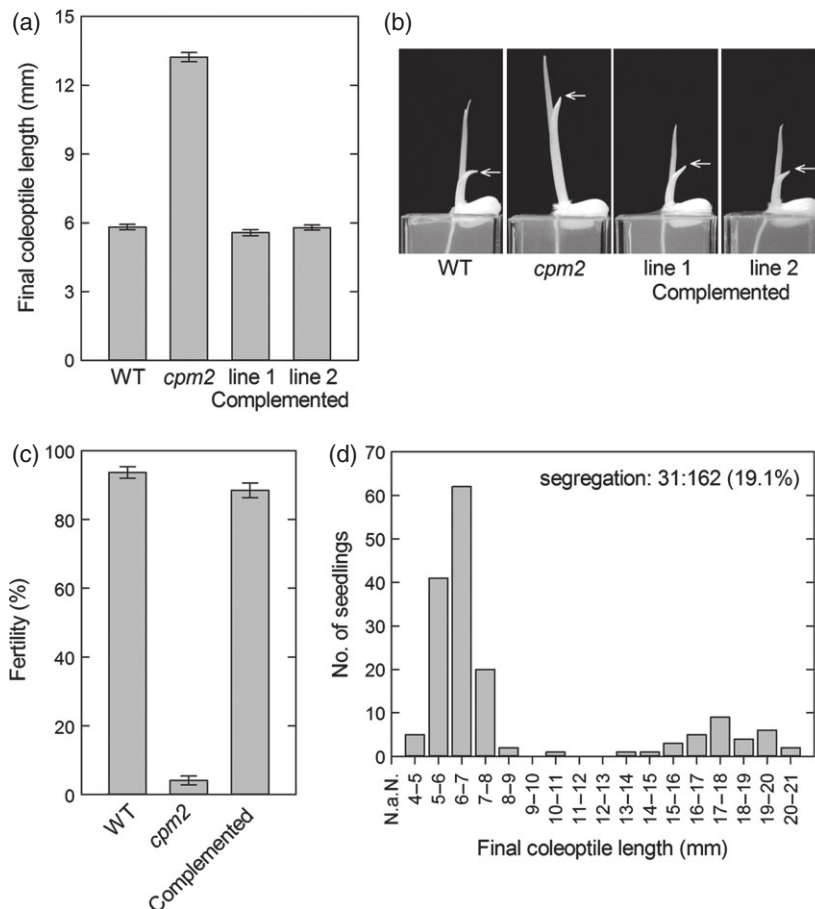 (a)
Final coleoptile length (mm)
15
12
9
6
3
0
WT
cpm2
line 1
line 2
Complemented
(b)
WT
cpm2
line 1
line 2
Complemented
(c)
Fertility (%)
100
80
60
40
20
0
WT
cpm2
Complemented
(d)
segregation: 31:162 (19.1%)
No. of seedlings
70
60
50
40
30
20
10
0
N.a.N.
4–5
5–6
6–7
7–8
8–9
9–10
10–11
11–12
12–13
13–14
14–15
15–16
16–17
17–18
18–19
19–20
20–21
Final coleoptile length (mm)